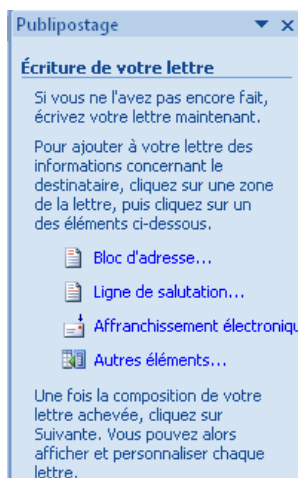 Publipostage
Écriture de votre lettre
Si vous ne l'avez pas encore fait,
écrivez votre lettre maintenant.
Pour ajouter à votre lettre des
informations concernant le
destinataire, cliquez sur une zone
de la lettre, puis cliquez sur un
des éléments ci-dessous.
Bloc d'adresse...
Ligne de salutation...
Affranchissement électroniqu
Autres éléments...
Une fois la composition de votre
lettre achevée, cliquez sur
Suivante. Vous pouvez alors
afficher et personnaliser chaque
lettre.